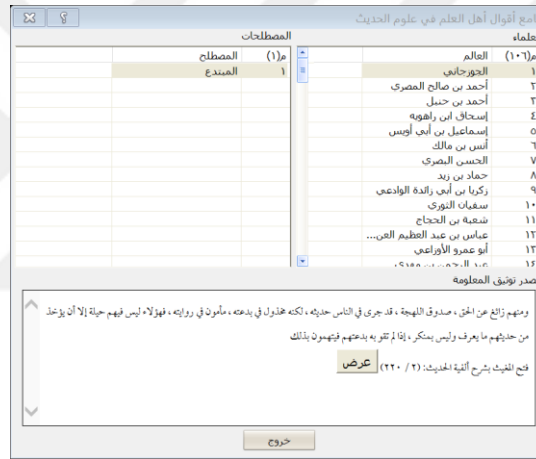 جامع أقوال أهل العلم في علوم الحديث
المصطلحات
العلماء
م(١) المصطلح
١ المبتدع
م(١٠٦) العالم
١ الجوزجاني
٢ أحمد بن صالح المصري
٣ أحمد بن حنبل
٤ إسحاق ابن راهويه
٥ إسماعيل بن أبي أويس
٦ أنس بن مالك
٧ الحسن البصري
٨ حماد بن زيد
٩ زكريا بن أبي زائدة الوادعي
١٠ سفيان الثوري
١١ شعبة بن الحجاج
١٢ عباس بن عبد العظيم العن...
١٣ أبو عمرو الأوزاعي
١٤ عبد الرحمن بن مهدي
مصدر توثيق المعلومة
ومنهم زائغ عن الحق ، صدوق اللهجة ، قد جرى في الناس حديثه ، لكنه مخذول في بدعته ، مأمون في روايته ، فهؤلاء ليس فيهم حيلة إلا أن يؤخذ
من حديثهم ما يعرف وليس بمنكر ، إذا لم تقو به بدعتهم فيتهمون بذلك
فتح المغيث بشرح ألفية الحديث: (٢ / ٢٢٠) عرض
خروج